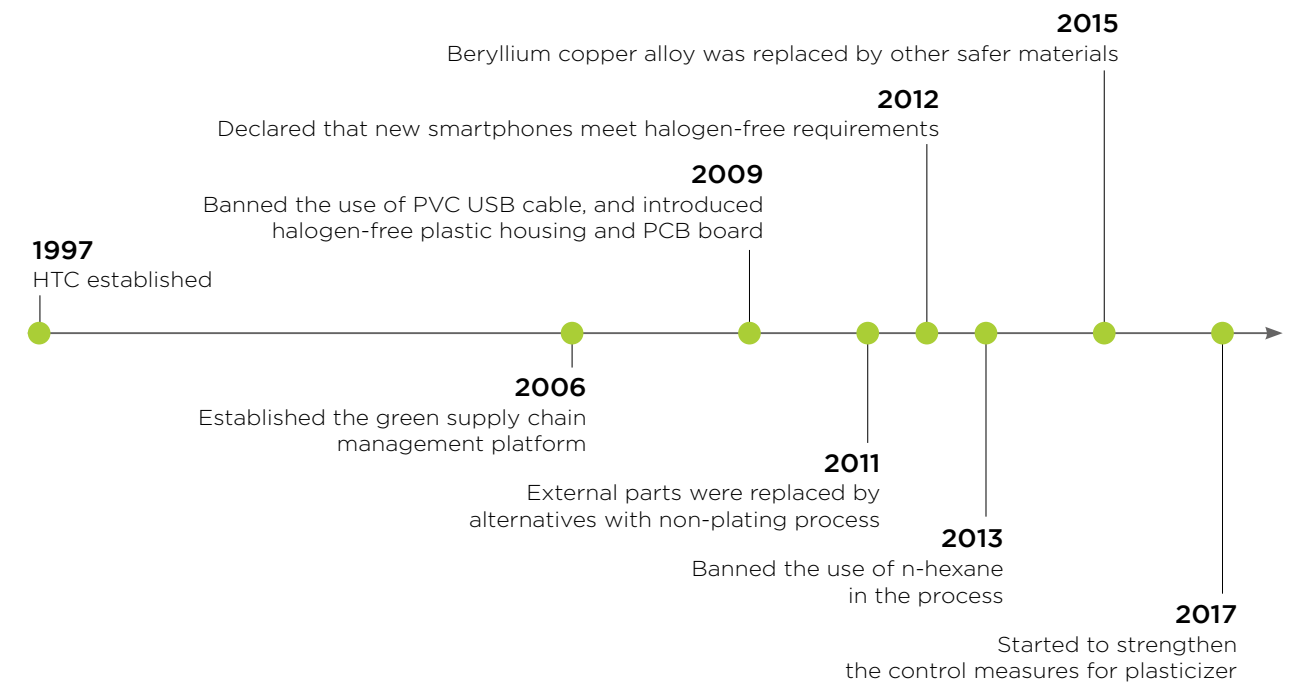 2015
Beryllium copper alloy was replaced by other safer materials
2012
Declared that new smartphones meet halogen-free requirements
2009
Banned the use of PVC USB cable, and introduced
halogen-free plastic housing and PCB board
1997
HTC established
2006
Established the green supply chain
management platform
2011
External parts were replaced by
alternatives with non-plating process
2013
Banned the use of n-hexane
in the process
2017
Started to strengthen
the control measures for plasticizer